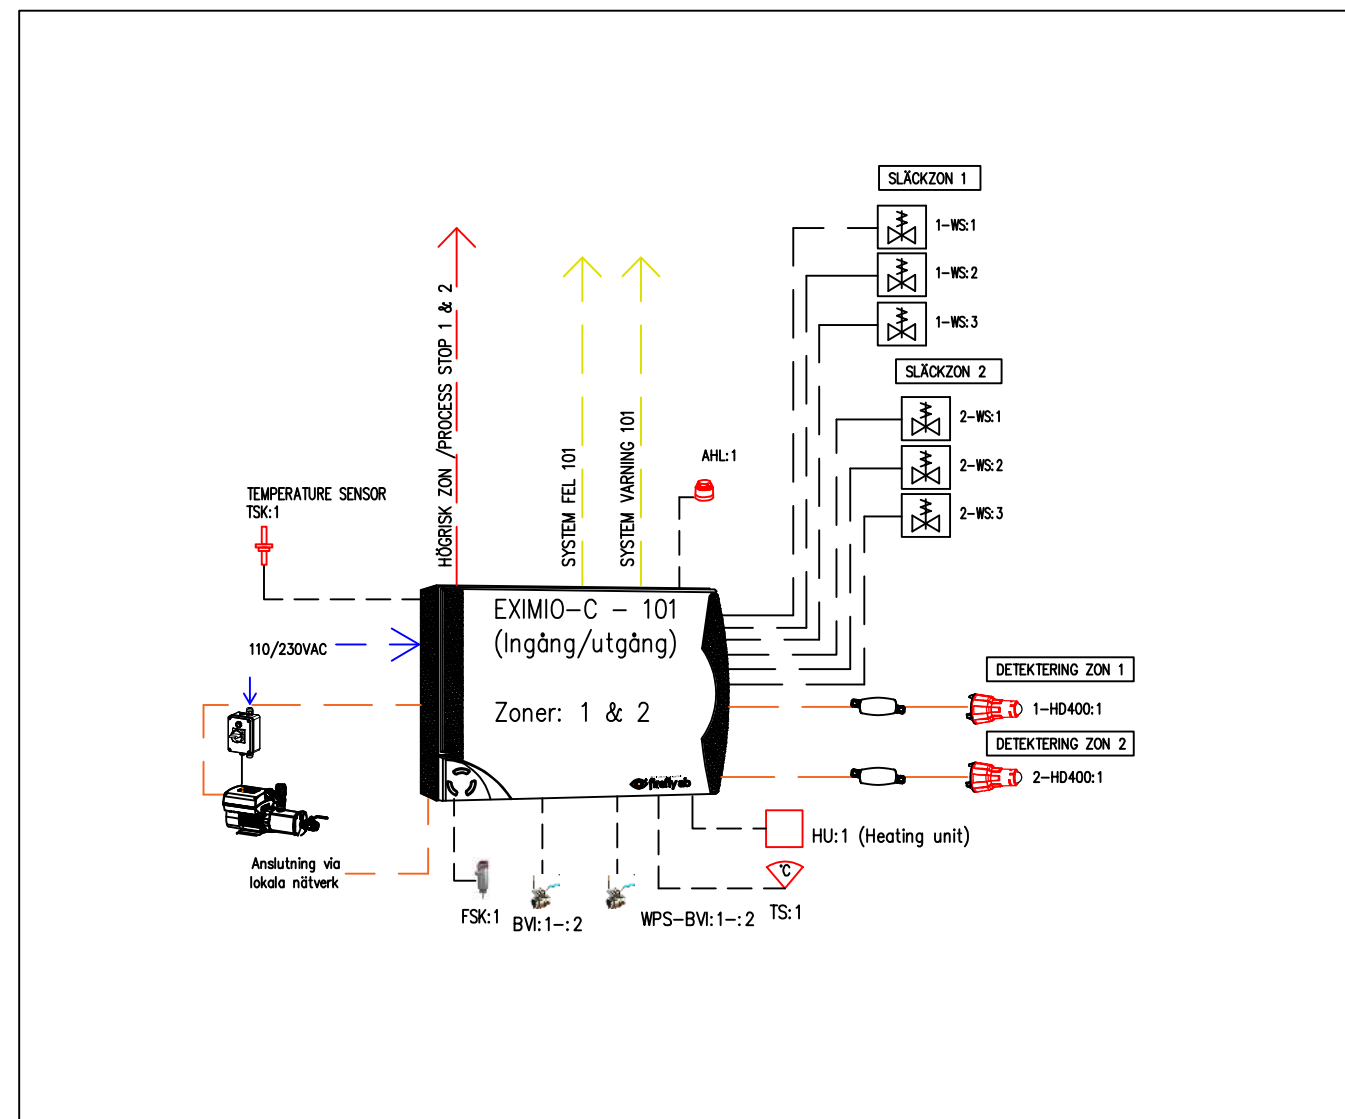 SLÄCKZON 1
1-WS:1
1-WS:2
1-WS:3
SLÄCKZON 2
2-WS:1
2-WS:2
2-WS:3
HÖGRISK ZON /PROCESS STOP 1 & 2
SYSTEM FEL 101
SYSTEM VARNING 101
AHL:1
TEMPERATURE SENSOR
TSK:1
110/230VAC
EXIMIO-C - 101
(Ingång/utgång)
Zoner: 1 & 2
firefly ab
DETEKTERING ZON 1
1-HD400:1
DETEKTERING ZON 2
2-HD400:1
HU:1 (Heating unit)
°C
TS:1
Anslutning via
lokala nätverk
FSK:1
BVI:1-:2
WPS-BVI:1-:2